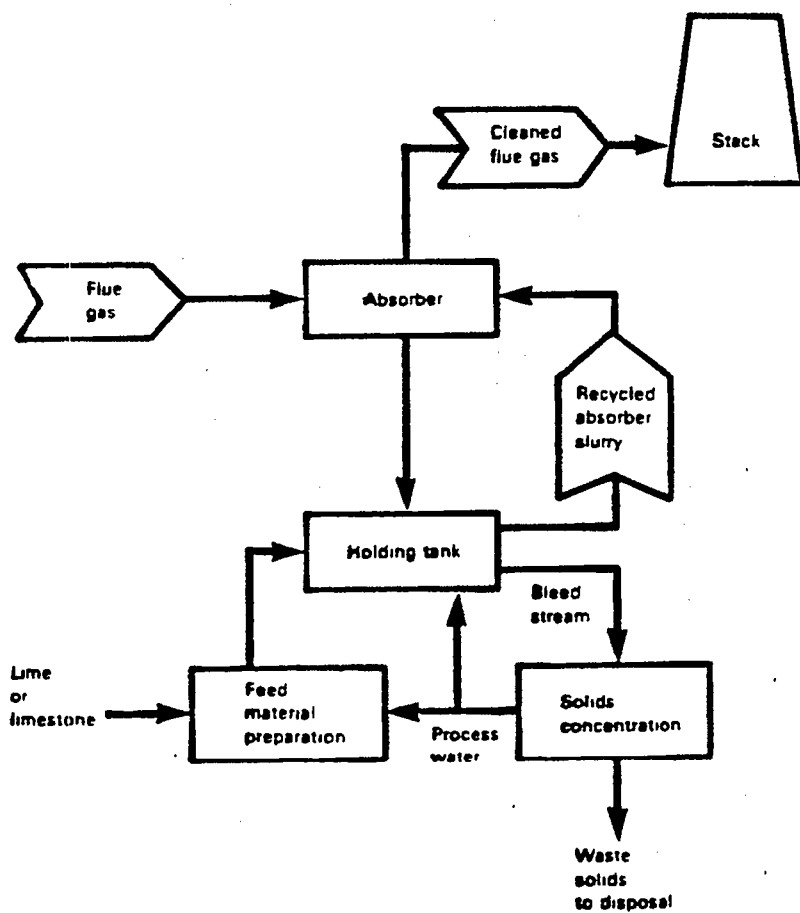 Cleaned
flue gas
Stack
Flue
gas
Absorber
Recycled
absorber
slurry
Holding tank
Bleed
stream
Lime
or
limestone
Feed
material
preparation
Process
water
Solids
concentration
Waste
solids
to disposal